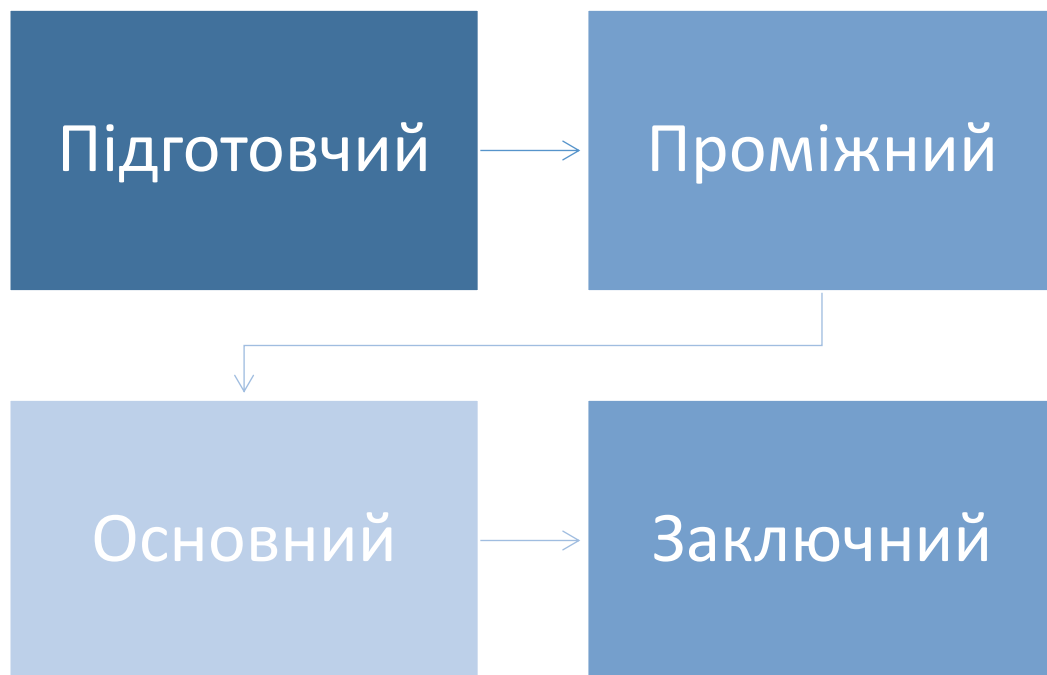 Підготовчий
Проміжний
Основний
Заключний